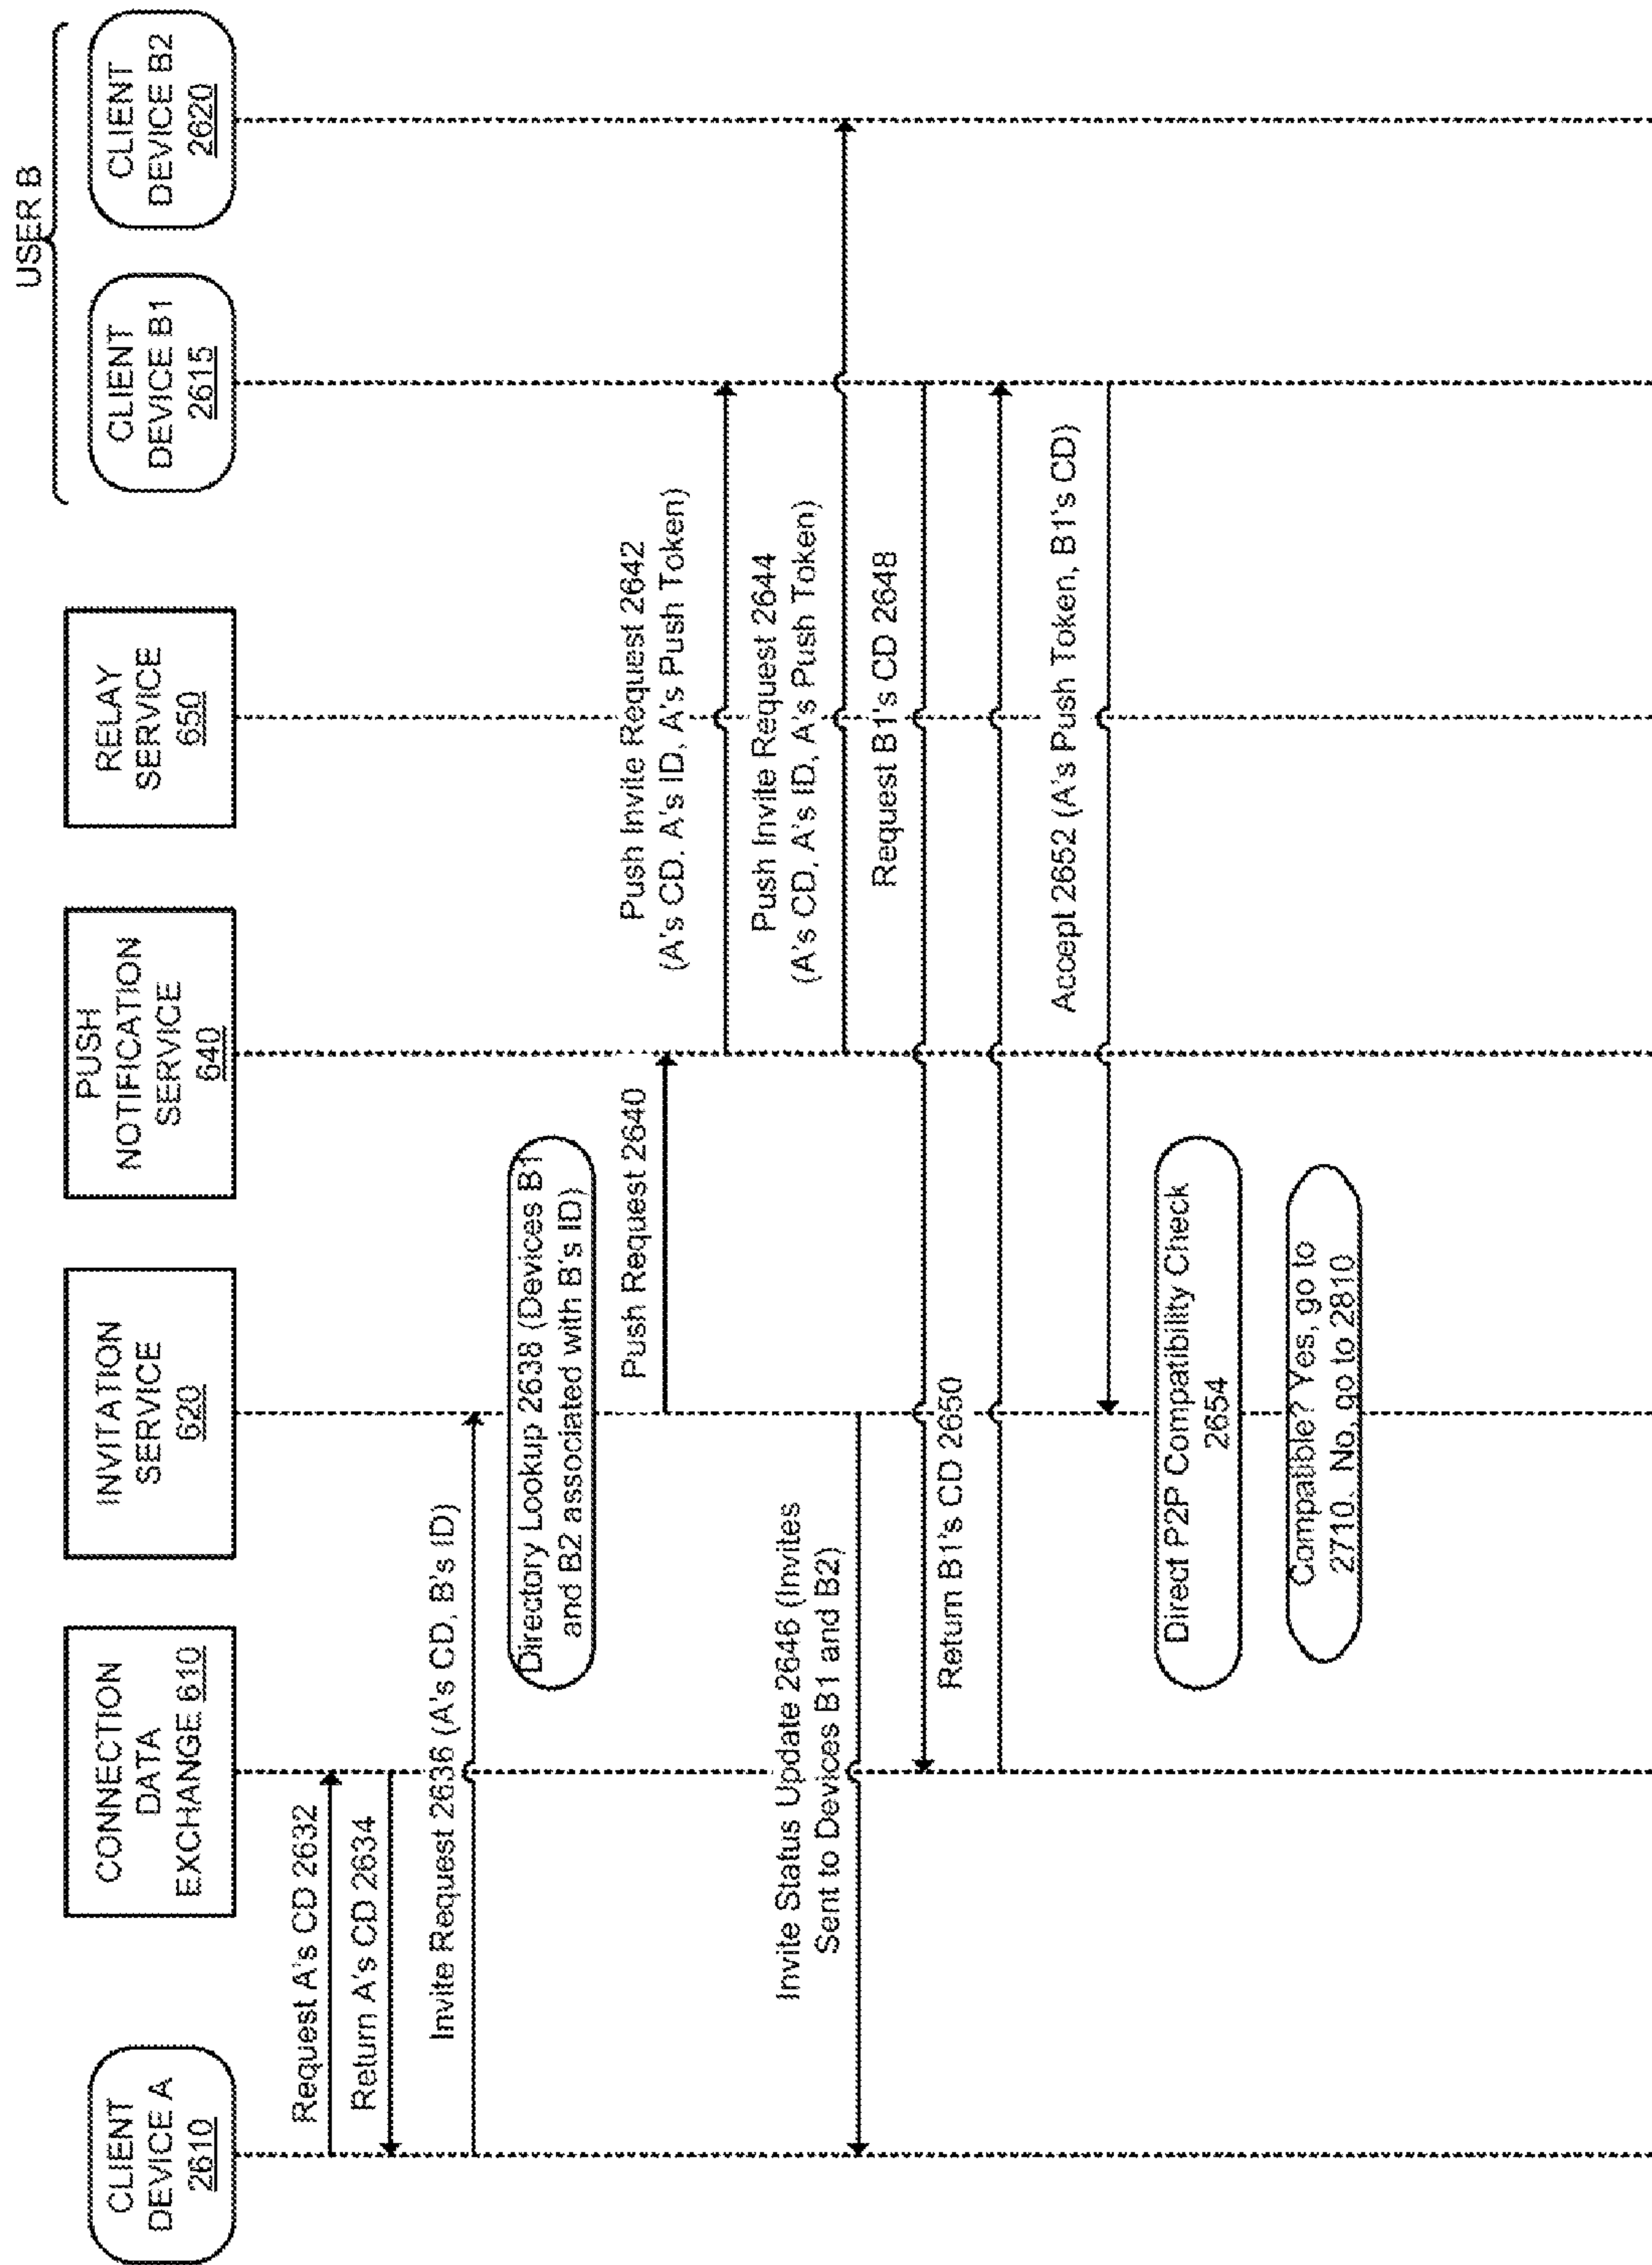 USER B
CLIENT
DEVICE A
2610
CONNECTION
DATA
EXCHANGE 610
INVITATION
SERVICE
620
PUSH
NOTIFICATION
SERVICE
640
RELAY
SERVICE
650
CLIENT
DEVICE B1
2615
CLIENT
DEVICE B2
2620
Request A's CD 2632
Return A's CD 2634
Invite Request 2636 (A's CD, B's ID)
Directory Lookup 2638 (Devices B1
and B2 associated with B's ID)
Push Request 2640
Push Invite Request 2642
(A's CD, A's ID, A's Push Token)
Push Invite Request 2644
(A's CD, A's ID, A's Push Token)
Invite Status Update 2646 (Invites
Sent to Devices B1 and B2)
Request B1's CD 2648
Return B1's CD 2650
Accept 2652 (A's Push Token, B1's CD)
Direct P2P Compatibility Check
2654
Compatible? Yes, go to
2710. No, go to 2810